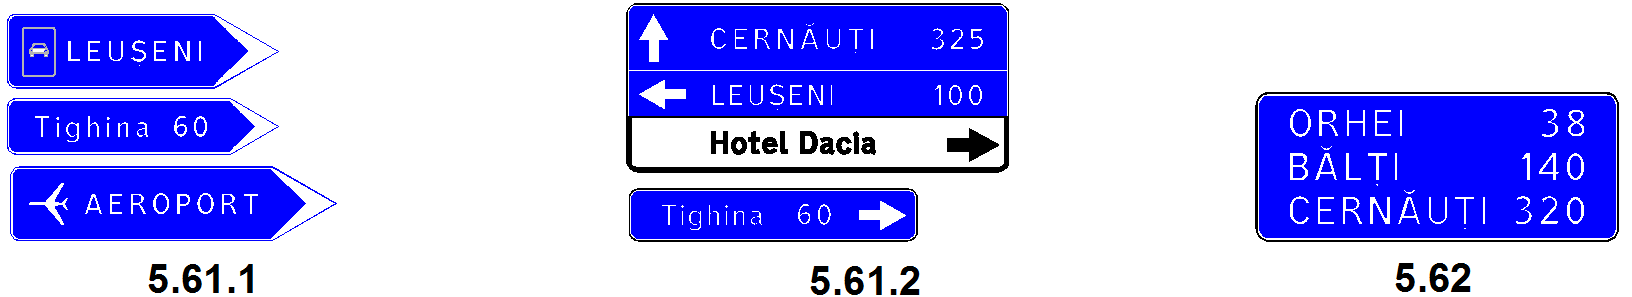 LEUȘENI
Tighina 60
AEROPORT
5.61.1
CERNĂUȚI 325
LEUȘENI 100
Hotel Dacia
Tighina 60
5.61.2
ORHEI 38
BĂLȚI 140
CERNĂUȚI 320
5.62